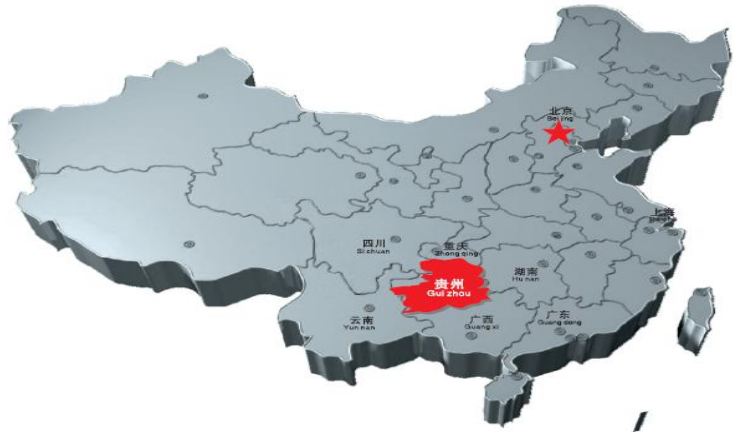 北京
Bei jing
上海
四川
Si chuan
重庆
Zhong qing
贵州
Gui zhou
湖南
Hu nan
云南
Yun nan
广西
Guang xi
广东
Guang dong